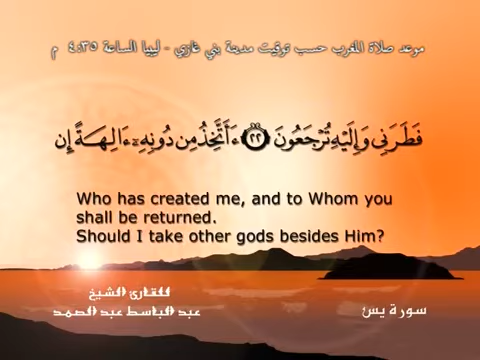 موعد صلاة المغرب حسب توقيت مدينة بني غازي - ليبيا الساعة ٤:٣٥ م
فَطَرَنِي وَإِلَيْهِ تُرْجَعُونَ ٢٢ ءَأَتَّخِذُ مِن دُونِهِۦٓ ءَالِهَةً إِن
Who has created me, and to Whom you
shall be returned.
Should I take other gods besides Him?
للقارئ الشيخ
عبد الباسط عبد الصمد
سورة يس